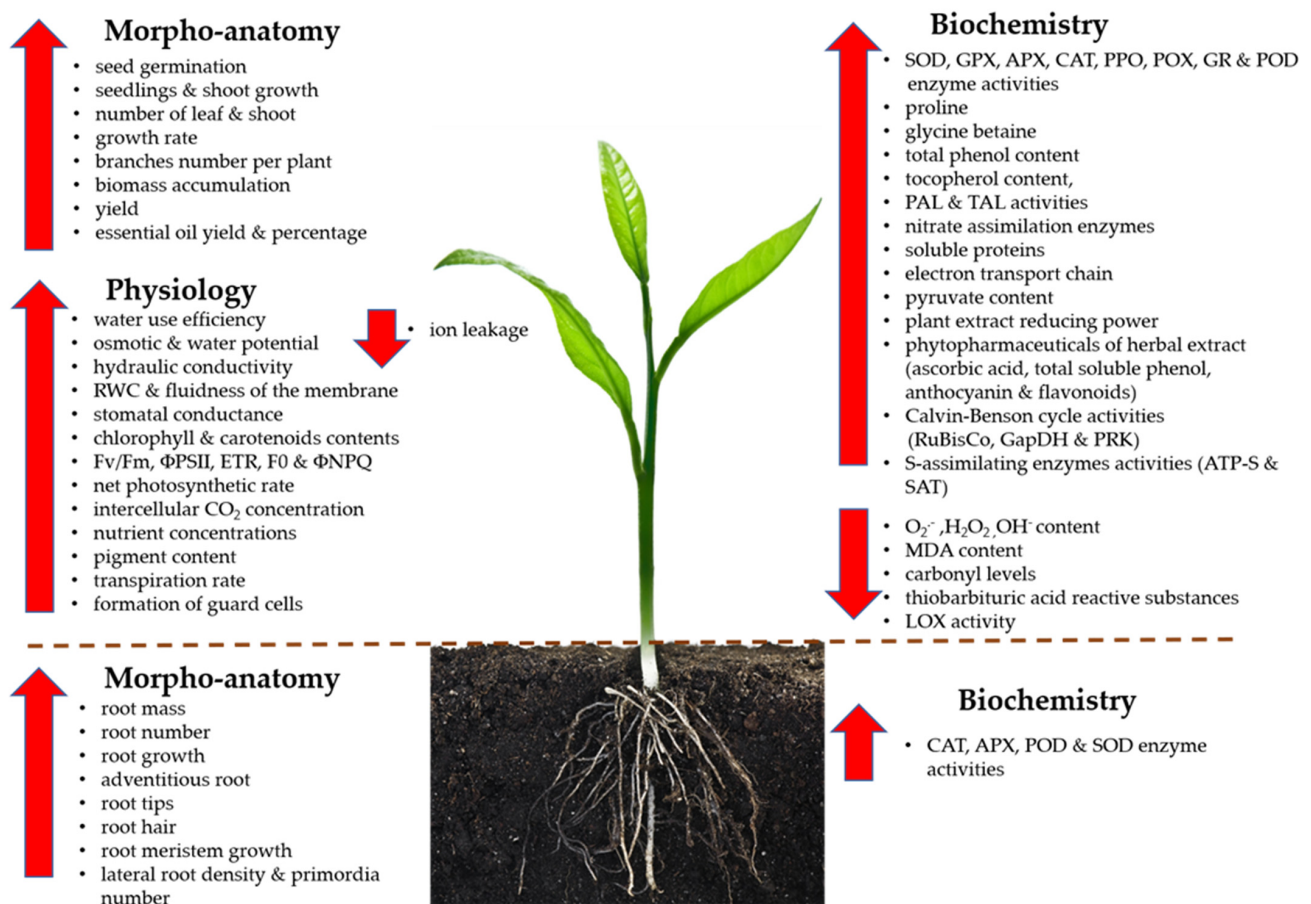 Morpho-anatomy
• seed germination
• seedlings & shoot growth
• number of leaf & shoot
• growth rate
• branches number per plant
• biomass accumulation
• yield
• essential oil yield & percentage
Physiology
• water use efficiency
• osmotic & water potential
• hydraulic conductivity
• RWC & fluidness of the membrane
• stomatal conductance
• chlorophyll & carotenoids contents
• Fv/Fm, ΦPSII, ETR, F0 & ΦNPQ
• net photosynthetic rate
• intercellular CO₂ concentration
• nutrient concentrations
• pigment content
• transpiration rate
• formation of guard cells
• ion leakage
Biochemistry
• SOD, GPX, APX, CAT, PPO, POX, GR & POD
enzyme activities
• proline
• glycine betaine
• total phenol content
• tocopherol content,
• PAL & TAL activities
• nitrate assimilation enzymes
• soluble proteins
• electron transport chain
• pyruvate content
• plant extract reducing power
• phytopharmaceuticals of herbal extract
(ascorbic acid, total soluble phenol,
anthocyanin & flavonoids)
• Calvin-Benson cycle activities
(RuBisCo, GapDH & PRK)
• S-assimilating enzymes activities (ATP-S &
SAT)
• O₂·⁻ ,H₂O₂,OH⁻ content
• MDA content
• carbonyl levels
• thiobarbituric acid reactive substances
• LOX activity
Morpho-anatomy
• root mass
• root number
• root growth
• adventitious root
• root tips
• root hair
• root meristem growth
• lateral root density & primordia
number
Biochemistry
• CAT, APX, POD & SOD enzyme
activities